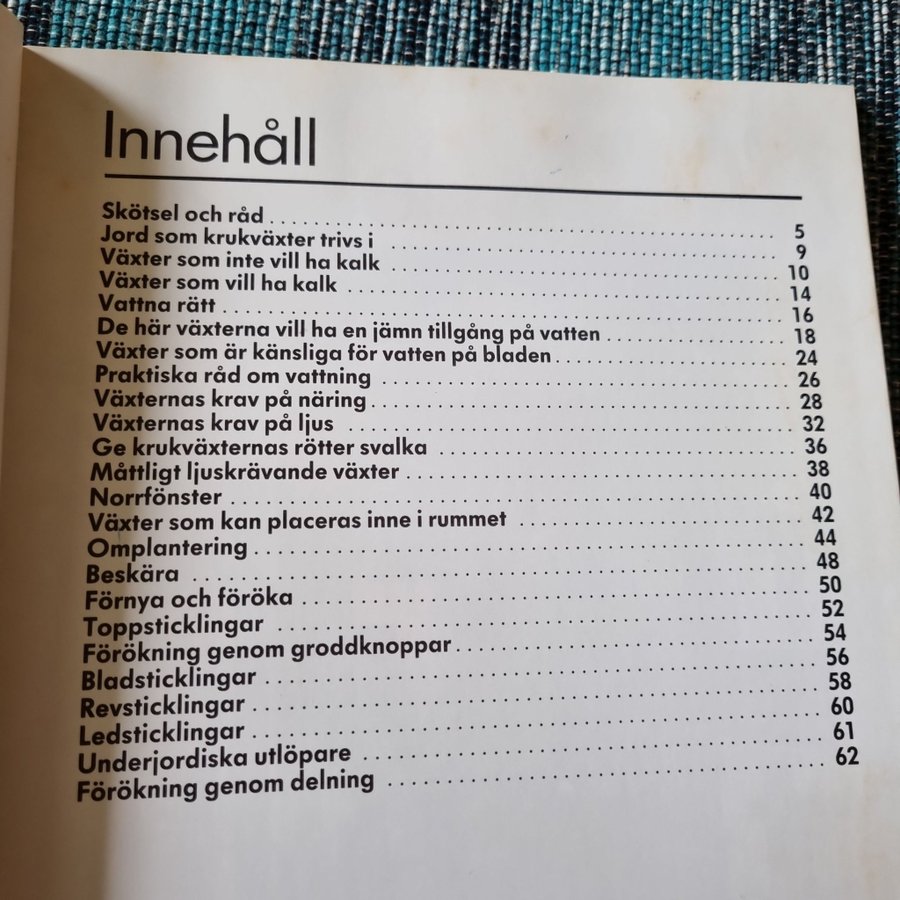 Innehåll
Skötsel och råd 5
Jord som krukväxter trivs i 9
Växter som inte vill ha kalk 10
Växter som vill ha kalk 14
Vattna rätt 16
De här växterna vill ha en jämn tillgång på vatten 18
Växter som är känsliga för vatten på bladen 24
Praktiska råd om vattning 26
Växternas krav på näring 28
Växternas krav på ljus 32
Ge krukväxternas rötter svalka 36
Måttligt ljuskrävande växter 38
Norrfönster 40
Växter som kan placeras inne i rummet 42
Omplantering 44
Beskära 48
Förnya och föröka 50
Toppsticklingar 52
Förökning genom groddknoppar 54
Bladsticklingar 56
Revsticklingar 58
Ledsticklingar 60
Underjordiska utlöpare 61
Förökning genom delning 62